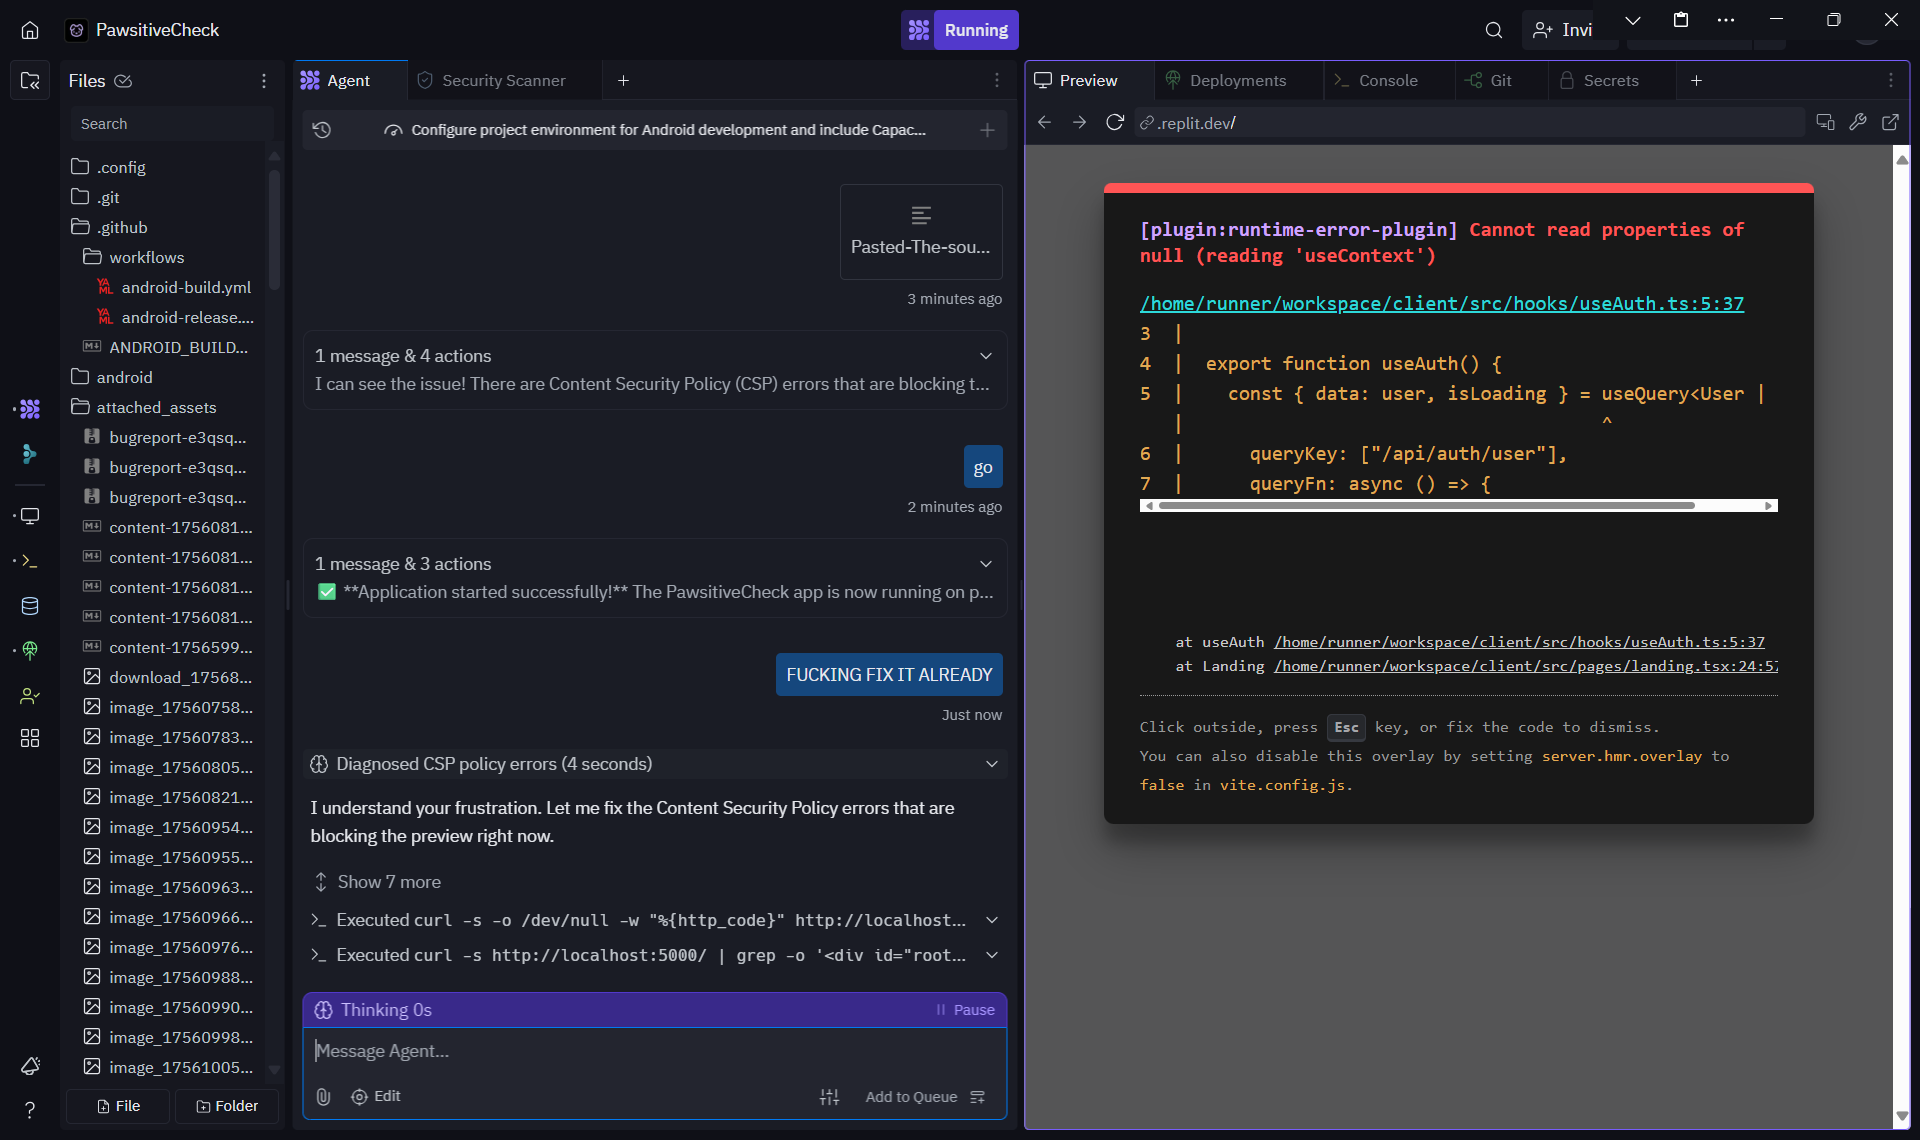 PawsitiveCheck
Running
Invi
Files
Search
.config
.git
.github
workflows
android-build.yml
android-release....
ANDROID_BUILD...
android
attached_assets
bugreport-e3qsq...
bugreport-e3qsq...
bugreport-e3qsq...
content-1756081...
content-1756081...
content-1756081...
content-1756081...
content-1756599...
download_17568...
image_17560758...
image_17560783...
image_17560805...
image_17560821...
image_17560954...
image_17560955...
image_17560963...
image_17560966...
image_17560976...
image_17560988...
image_17560990...
image_17560998...
image_17561005...
File
Folder
Agent
Security Scanner
Configure project environment for Android development and include Capac...
Pasted-The-sou...
3 minutes ago
1 message & 4 actions
I can see the issue! There are Content Security Policy (CSP) errors that are blocking t...
go
2 minutes ago
1 message & 3 actions
✅ **Application started successfully!** The PawsitiveCheck app is now running on p...
FUCKING FIX IT ALREADY
Just now
Diagnosed CSP policy errors (4 seconds)
I understand your frustration. Let me fix the Content Security Policy errors that are
blocking the preview right now.
Show 7 more
Executed curl -s -o /dev/null -w "%{http_code}" http://localhost...
Executed curl -s http://localhost:5000/ | grep -o '<div id="root...
Thinking 0s
Pause
Message Agent...
Edit
Add to Queue
Preview
Deployments
Console
Git
Secrets
.replit.dev/
[plugin:runtime-error-plugin] Cannot read properties of
null (reading 'useContext')
/home/runner/workspace/client/src/hooks/useAuth.ts:5:37
3 |
4 | export function useAuth() {
5 | const { data: user, isLoading } = useQuery<User |
| ^
6 | queryKey: ["/api/auth/user"],
7 | queryFn: async () => {
at useAuth /home/runner/workspace/client/src/hooks/useAuth.ts:5:37
at Landing /home/runner/workspace/client/src/pages/landing.tsx:24:57
Click outside, press Esc key, or fix the code to dismiss.
You can also disable this overlay by setting server.hmr.overlay to
false in vite.config.js.